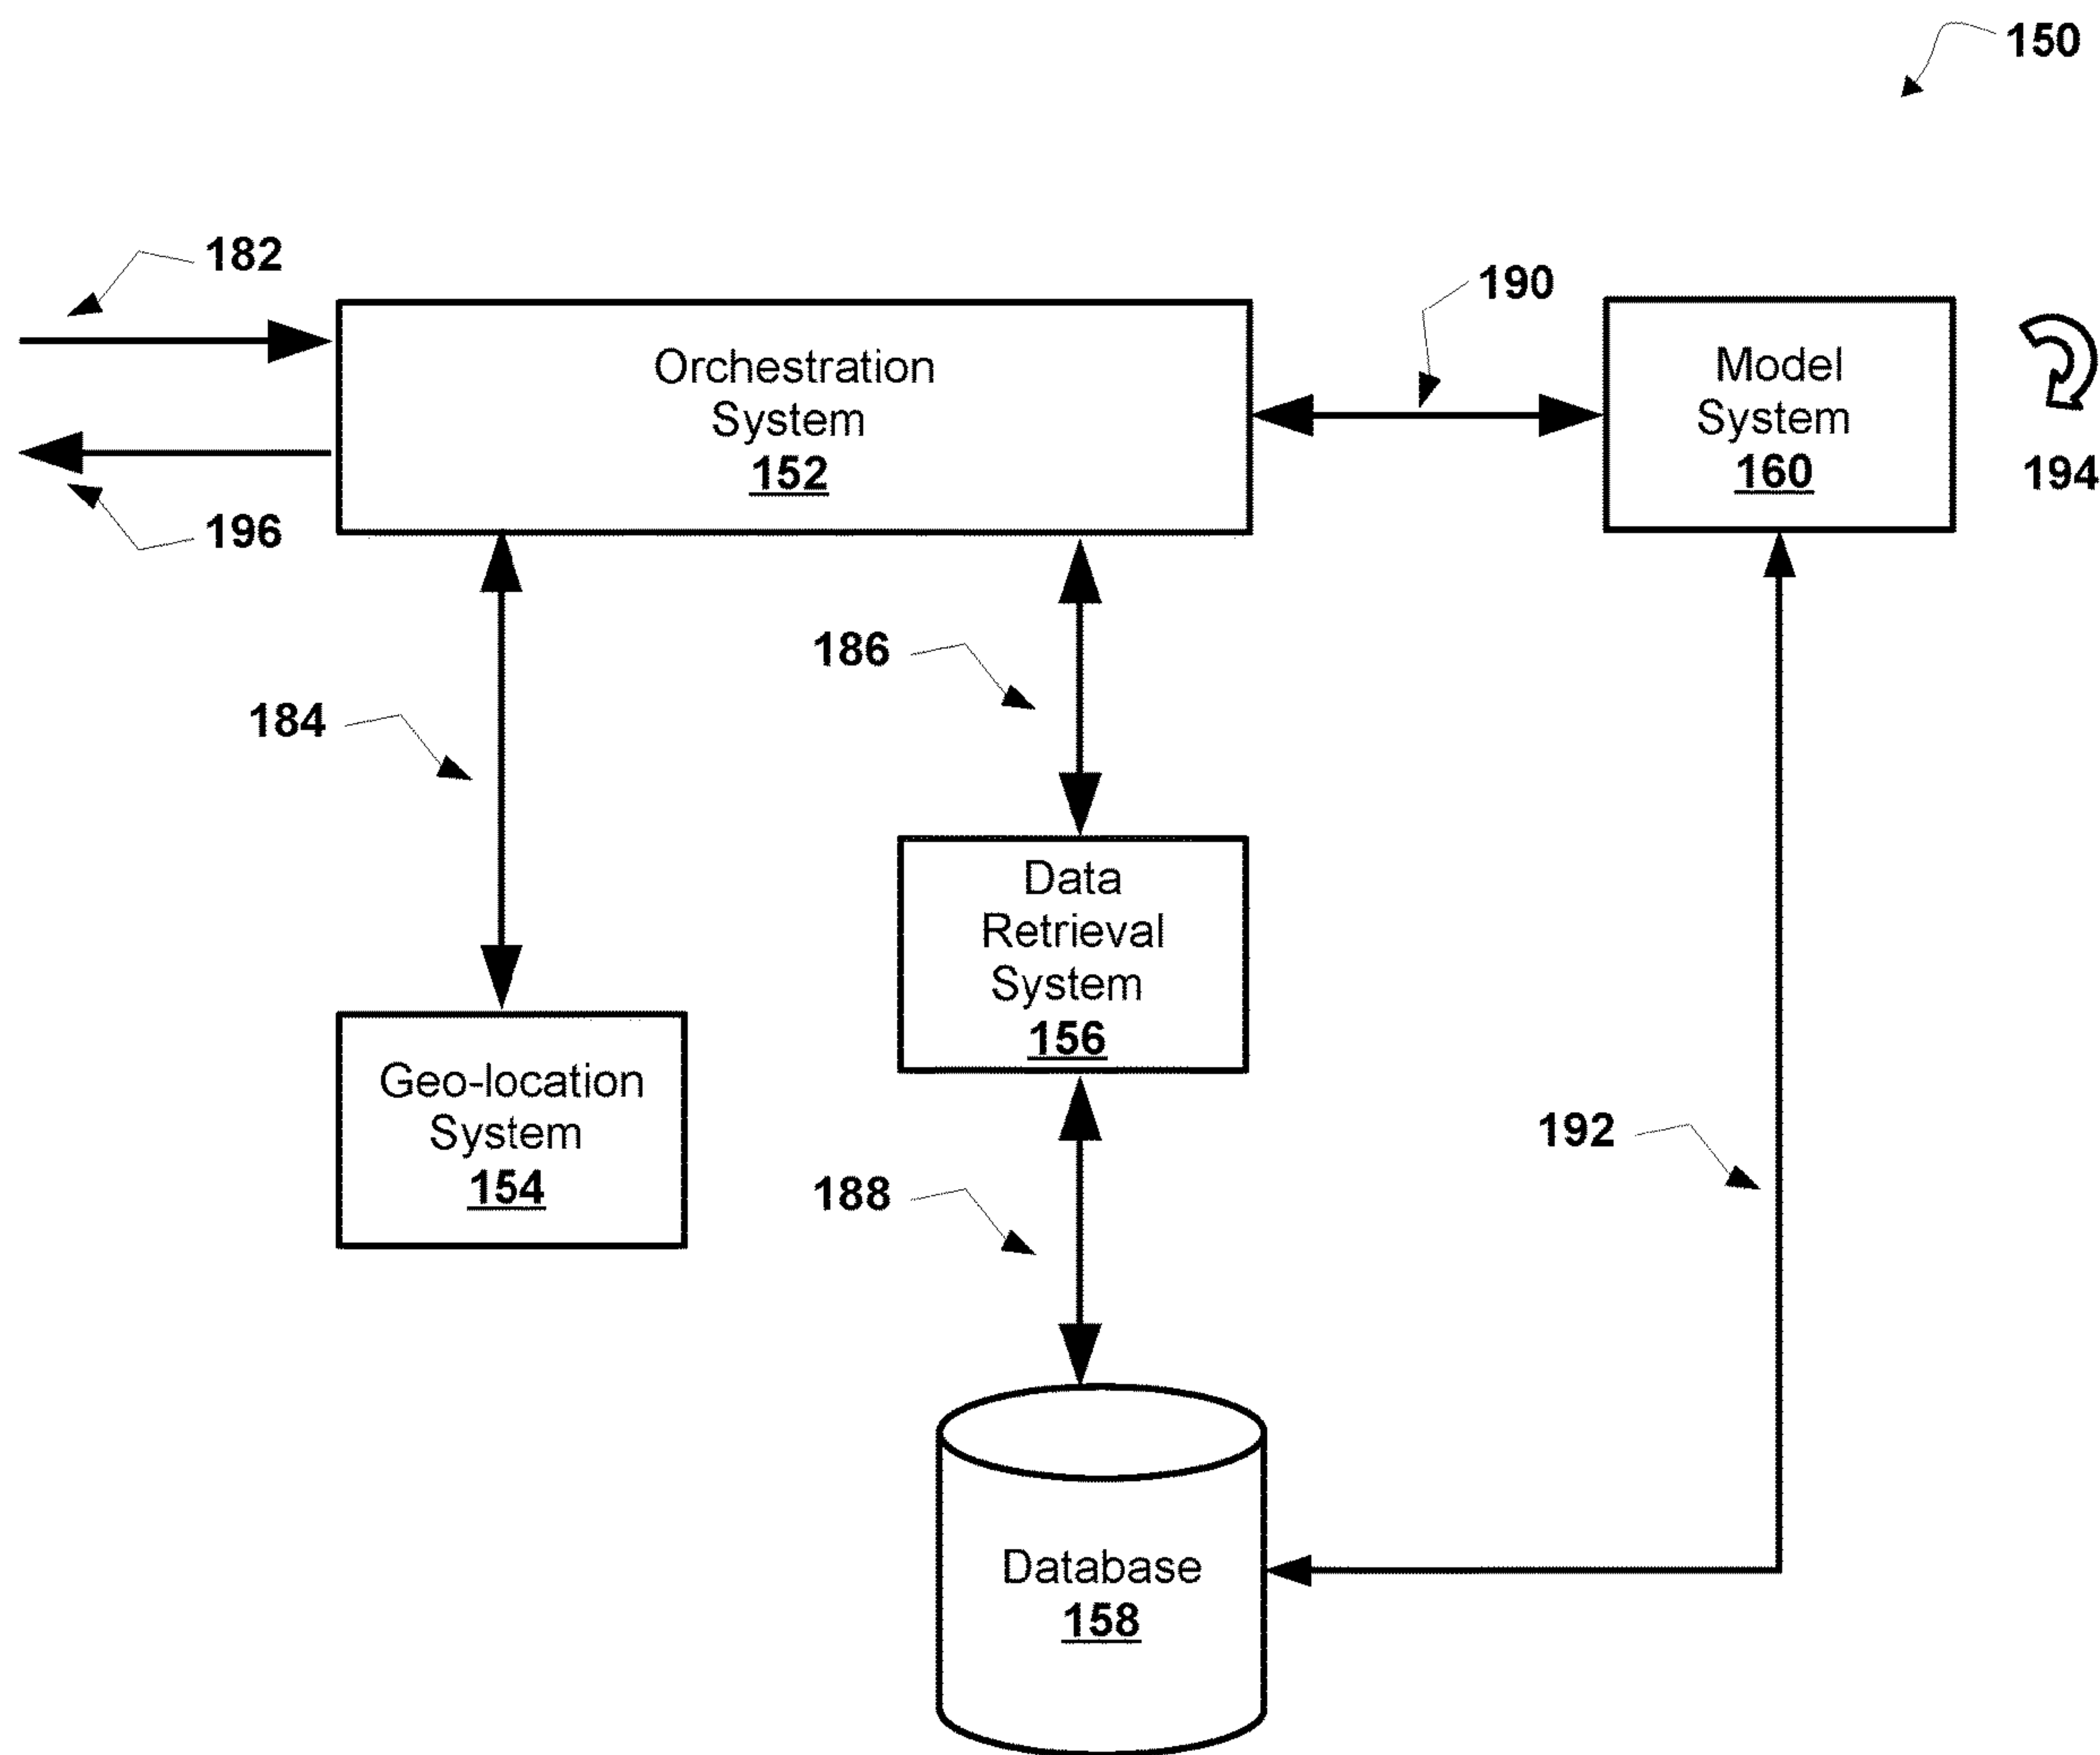 150
182
190
Orchestration
System
152
Model
System
160
194
196
186
184
Data
Retrieval
System
156
Geo-location
System
154
192
188
Database
158